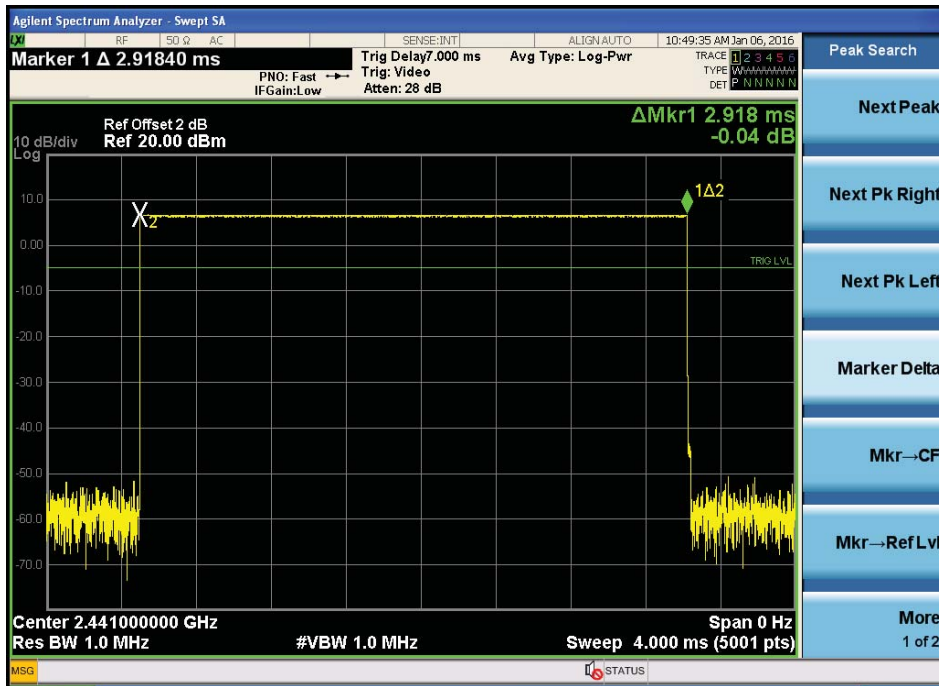 Agilent Spectrum Analyzer - Swept SA
LXI RF 50 Ω AC SENSE:INT ALIGN AUTO 10:49:35 AM Jan 06, 2016
Marker 1 Δ 2.91840 ms
PNO: Fast
IFGain:Low
Trig Delay7.000 ms
Trig: Video
Atten: 28 dB
Avg Type: Log-Pwr
TRACE 1 2 3 4 5 6
TYPE WWWWWWW
DET P N N N N N
Ref Offset 2 dB
10 dB/div Ref 20.00 dBm
Log
ΔMkr1 2.918 ms
-0.04 dB
10.0
0.00
-10.0
-20.0
-30.0
-40.0
-50.0
-60.0
-70.0
2
1Δ2
TRIG LVL
Center 2.441000000 GHz Span 0 Hz
Res BW 1.0 MHz #VBW 1.0 MHz Sweep 4.000 ms (5001 pts)
MSG STATUS
Peak Search
Next Peak
Next Pk Right
Next Pk Left
Marker Delta
Mkr→CF
Mkr→Ref Lvl
More
1 of 2